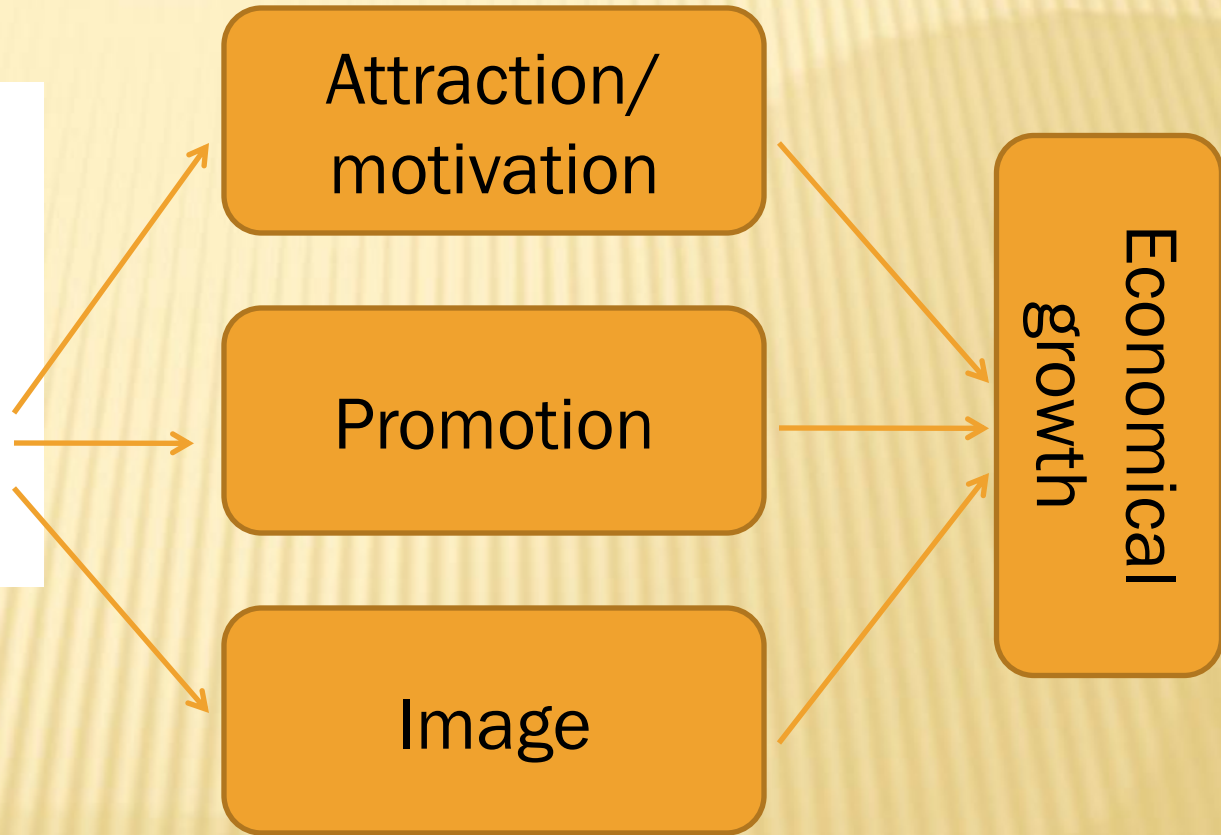 Attraction/
motivation
Promotion
Image
Economical
growth